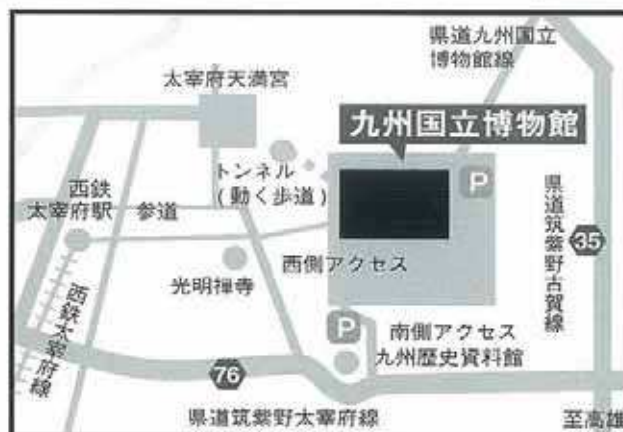 県道九州国立
博物館線
太宰府天満宮
九州国立博物館
P
トンネル
(動く歩道)
西鉄
太宰府駅
参道
県道筑紫野古賀線
35
西側アクセス
光明禅寺
西鉄太宰府線
P
南側アクセス
九州歴史資料館
76
県道筑紫野太宰府線
至高雄